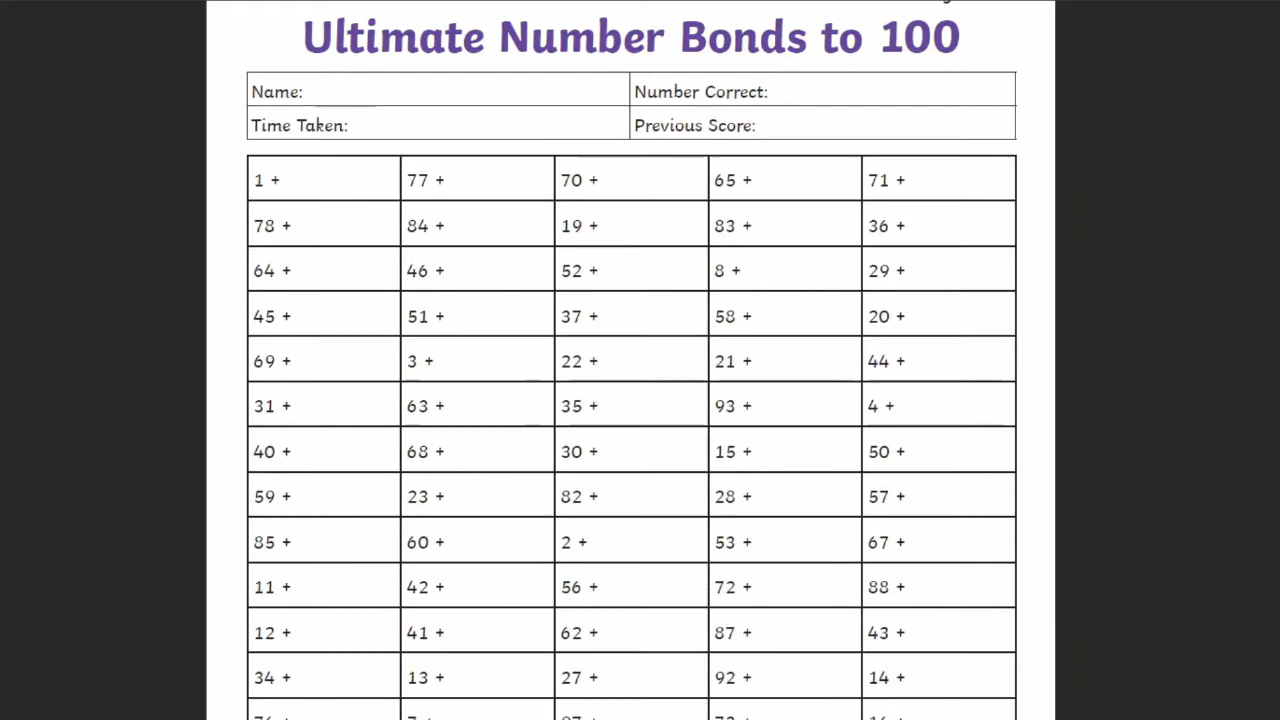 Ultimate Number Bonds to 100
Name: Number Correct:
Time Taken: Previous Score:
1 + 77 + 70 + 65 + 71 +
78 + 84 + 19 + 83 + 36 +
64 + 46 + 52 + 8 + 29 +
45 + 51 + 37 + 58 + 20 +
69 + 3 + 22 + 21 + 44 +
31 + 63 + 35 + 93 + 4 +
40 + 68 + 30 + 15 + 50 +
59 + 23 + 82 + 28 + 57 +
85 + 60 + 2 + 53 + 67 +
11 + 42 + 56 + 72 + 88 +
12 + 41 + 62 + 87 + 43 +
34 + 13 + 27 + 92 + 14 +